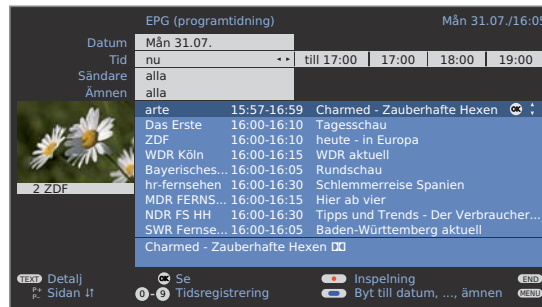 EPG (programtidning) Mån 31.07./16:05
Datum Mån 31.07.
Tid nu till 17:00 17:00 18:00 19:00
Sändare alla
Ämnen alla
arte 15:57-16:59 Charmed - Zauberhafte Hexen OK
Das Erste 16:00-16:10 Tagesschau
ZDF 16:00-16:10 heute - in Europa
WDR Köln 16:00-16:15 WDR aktuell
Bayerisches... 16:00-16:05 Rundschau
hr-fernsehen 16:00-16:30 Schlemmerreise Spanien
MDR FERNS... 16:00-16:15 Hier ab vier
NDR FS HH 16:00-16:30 Tipps und Trends - Der Verbraucher...
SWR Fernse... 16:00-16:05 Baden-Württemberg aktuell
2 ZDF
Charmed - Zauberhafte Hexen
TEXT Detalj OK Se Inspelning END
P+ P- Sidan 0-9 Tidsregistrering Byt till datum, ..., ämnen MENU